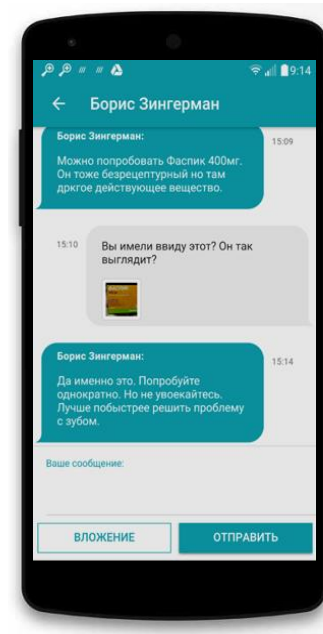 9:14
Борис Зингерман
Борис Зингерман:
15:09
Можно попробовать Фаспик 400мг.
Он тоже безрецептурный но там
дркгое действующее вещество.
15:10
Вы имели ввиду этот? Он так
выглядит?
Борис Зингерман:
15:14
Да именно это. Попробуйте
однократно. Но не увоекайтесь.
Лучше побыстрее решить проблему
с зубом.
Ваше сообщение:
ВЛОЖЕНИЕ
ОТПРАВИТЬ